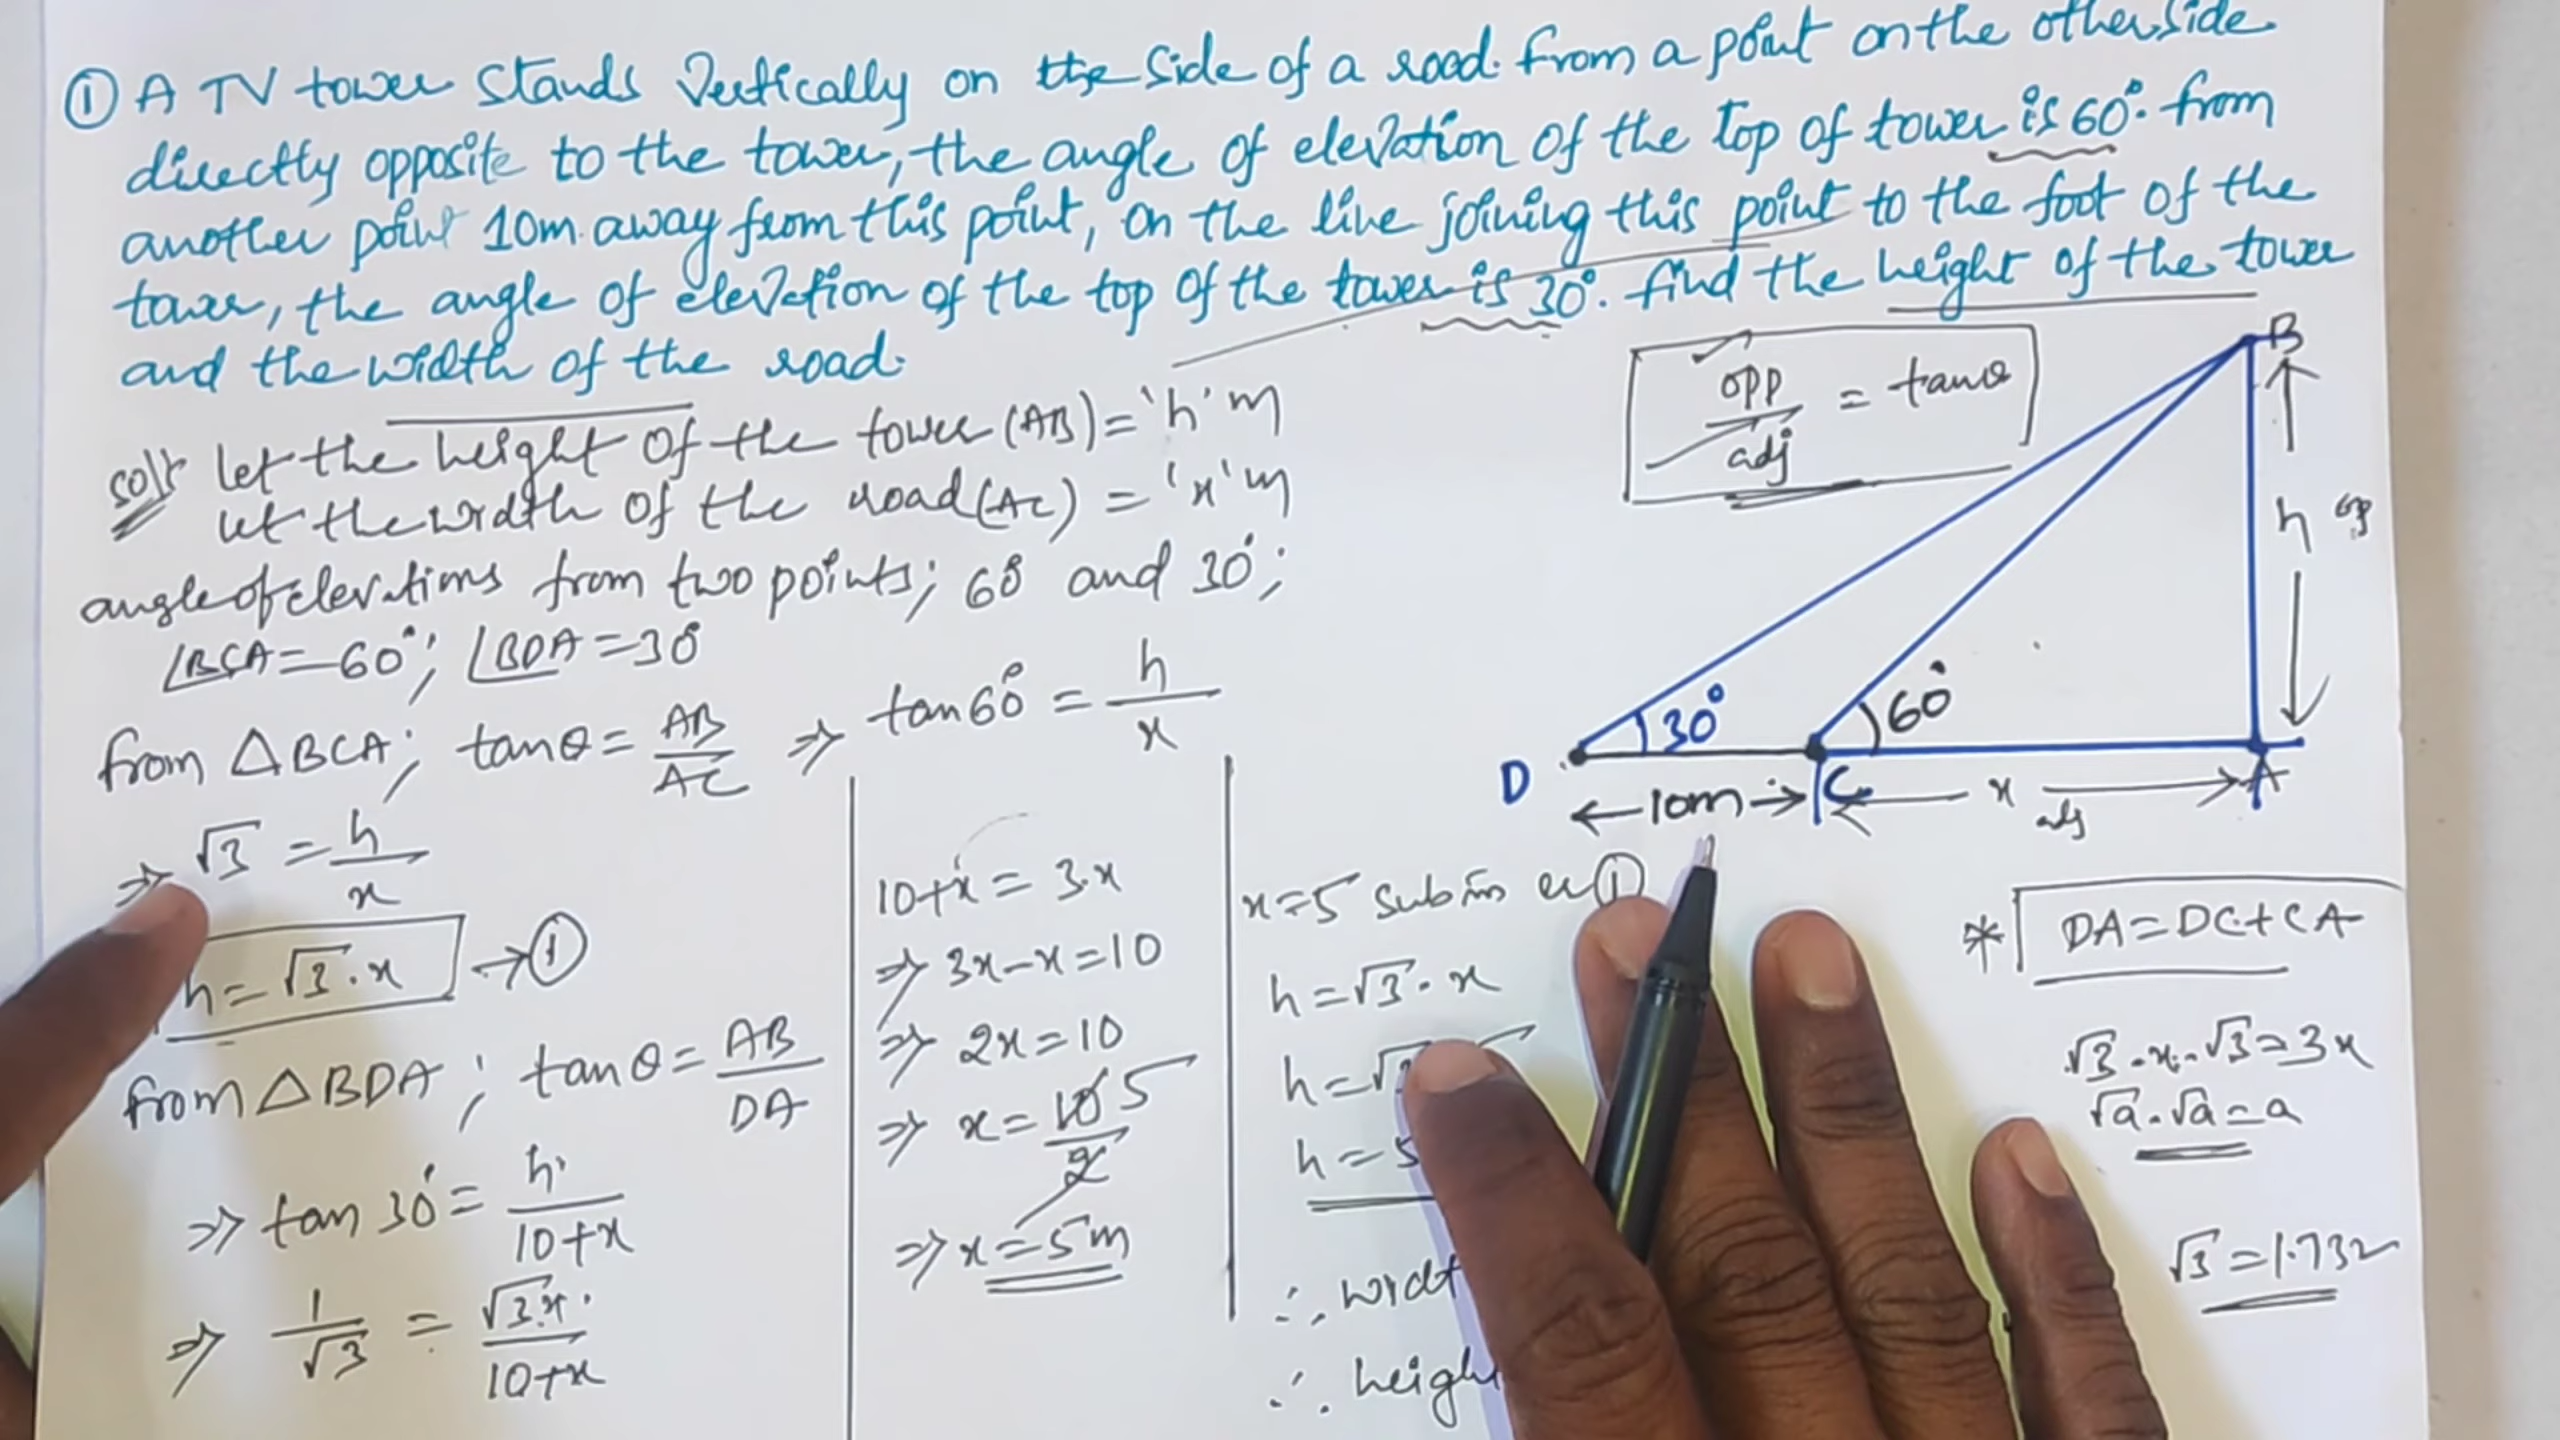 ① A TV tower stands vertically on the side of a road. from a point on the otherside
directly opposite to the tower, the angle of elevation of the top of tower is 60°. from
another point 10m away from this point, on the line joining this point to the foot of the
tower, the angle of elevation of the top of the tower is 30°. find the height of the tower
and the width of the road.
opp/adj = tanθ
B
h opp
30° 60°
D C A
10m x
adj
Soln let the height of the tower (AB) = 'h' m
let the width of the road (AC) = 'x' m
angle of elevations from two points; 60° and 30°;
∠BCA = 60°; ∠BDA = 30°
from △BCA; tanθ = AB/AC ⇒ tan60° = h/x
⇒ √3 = h/x
h = √3.x → ①
from △BDA; tanθ = AB/DA
⇒ tan 30° = h/10+x
⇒ 1/√3 = √3.x/10+x
10+x = 3.x
⇒ 3x-x = 10
⇒ 2x = 10
⇒ x = 10/2 5
⇒ x = 5m
x=5 sub in ①
h = √3.x
h = √
h = 5
∴ widt
∴ heigh
* DA = DC+CA
√3.x.√3 = 3x
√a.√a = a
√3 = 1.732